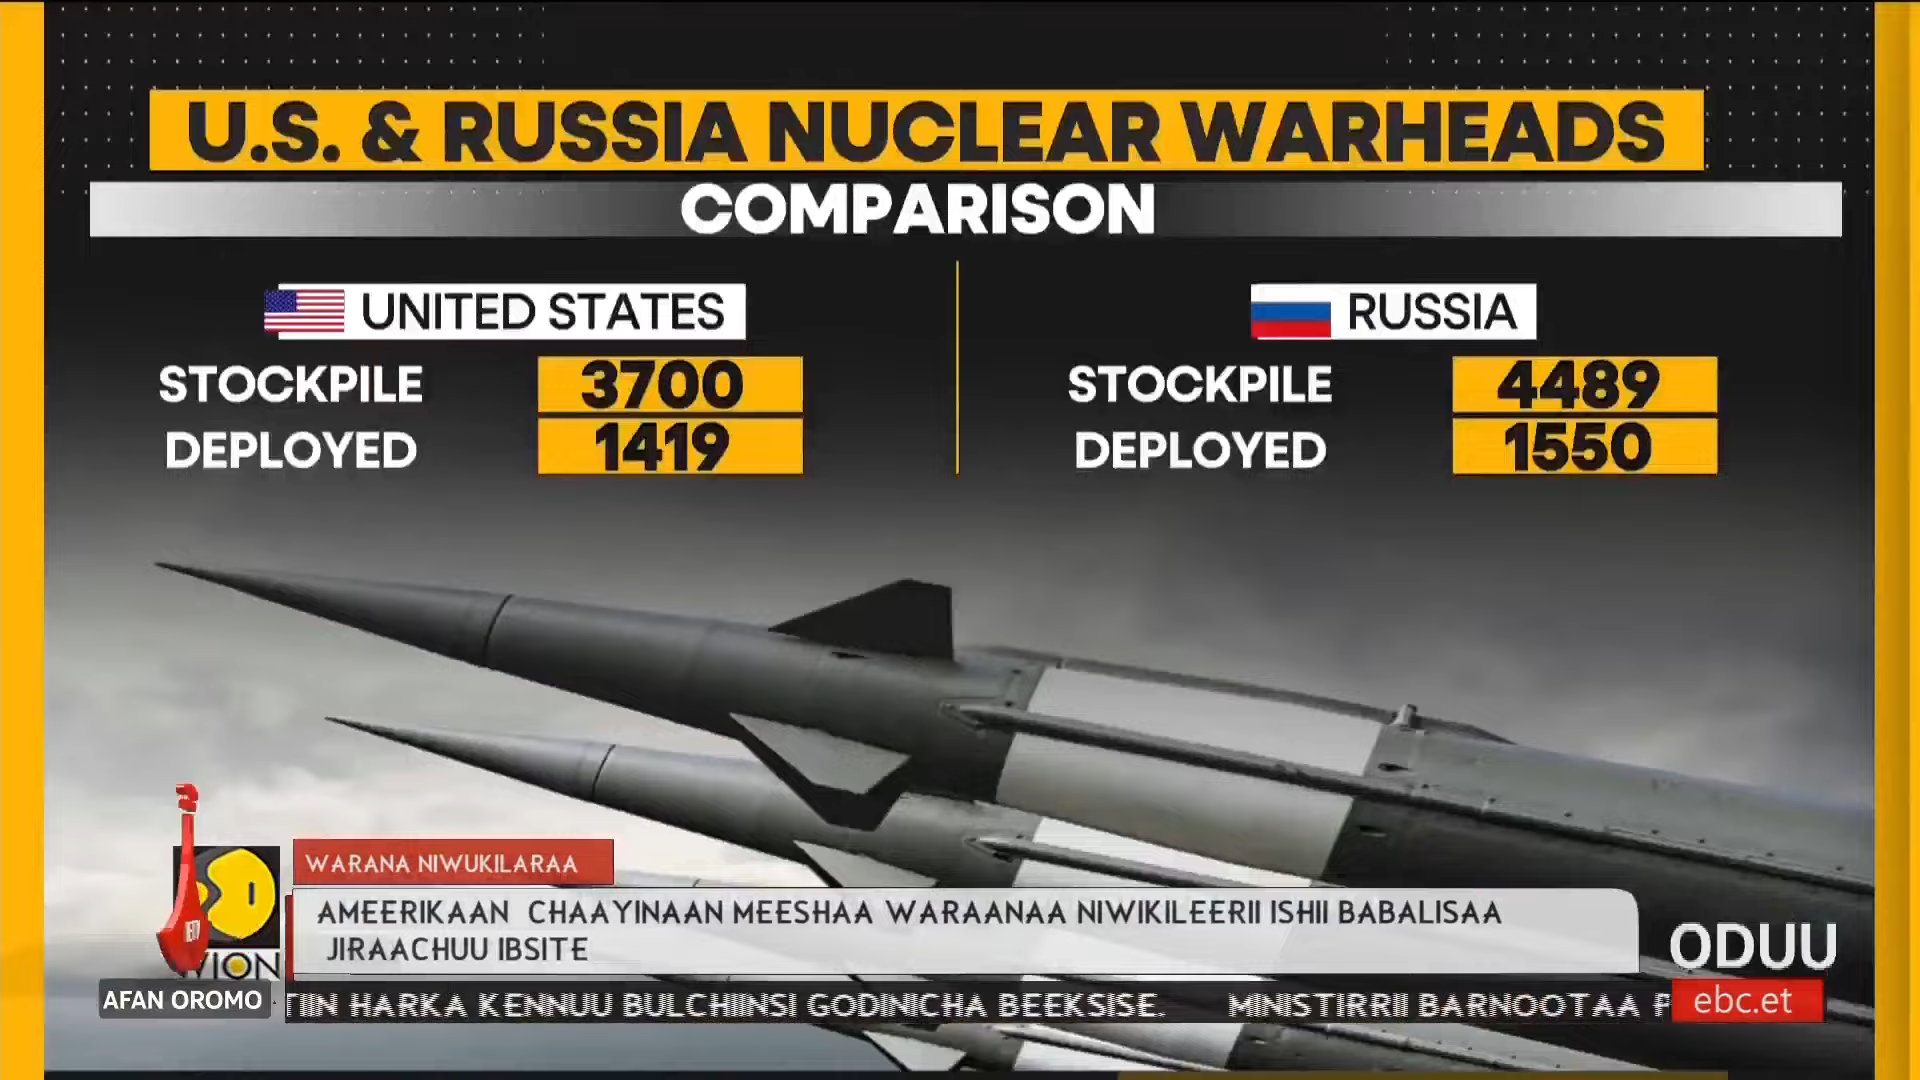 U.S. & RUSSIA NUCLEAR WARHEADS
COMPARISON
UNITED STATES
STOCKPILE 3700
DEPLOYED 1419
RUSSIA
STOCKPILE 4489
DEPLOYED 1550
WARANA NIWUKILARAA
AMEERIKAAN CHAAYINAAN MEESHAA WARAANAA NIWIKILEERII ISHII BABALISAA
JIRAACHUU IBSITE
ODUU
AFAN OROMO
HARKA KENNUU BULCHIINSI GODINICHA BEEKSISE. MINISTIRRII BARNOOTAA
ebc.et